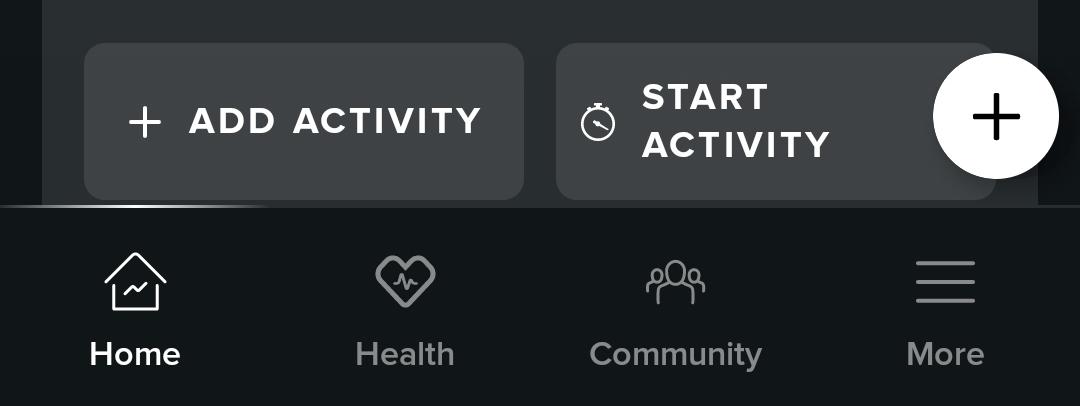 ADD ACTIVITY
START
ACTIVITY
Home
Health
Community
More